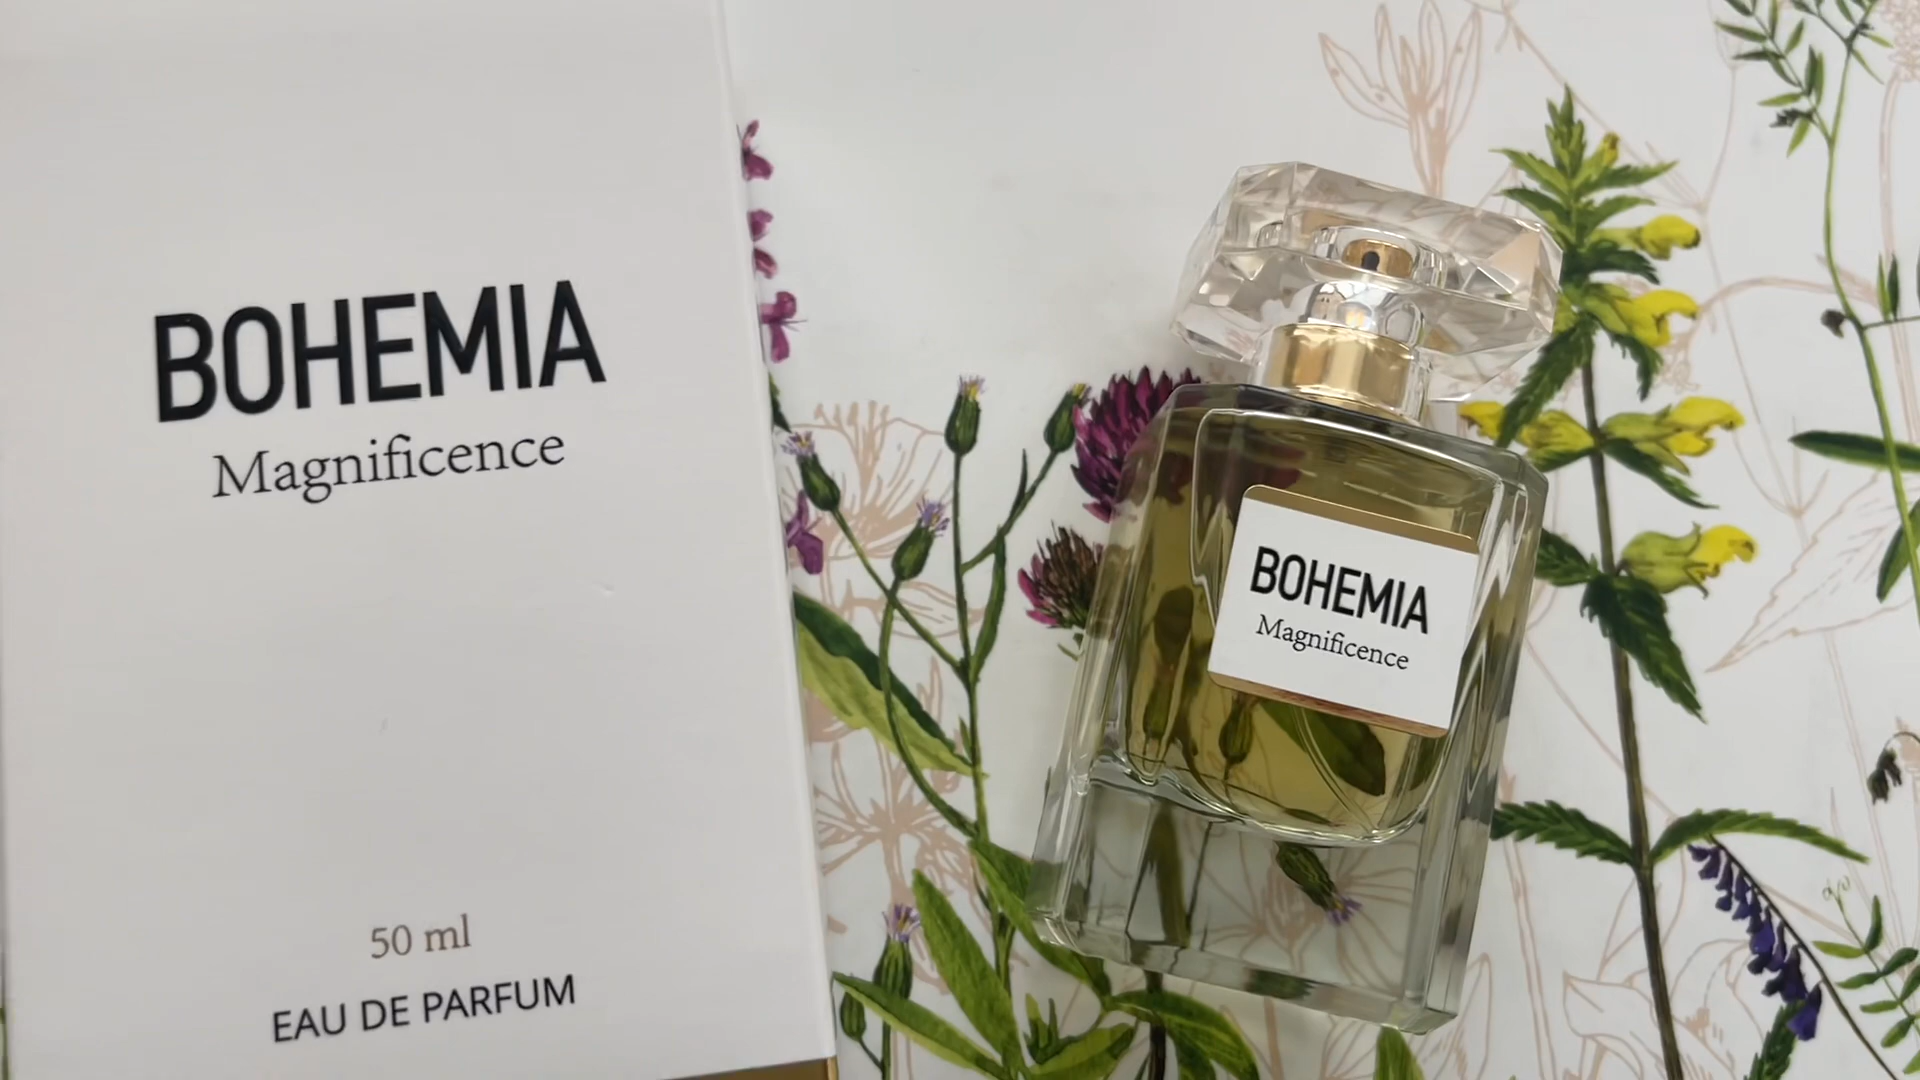 BOHEMIA
Magnificence
50 ml
EAU DE PARFUM
BOHEMIA
Magnificence